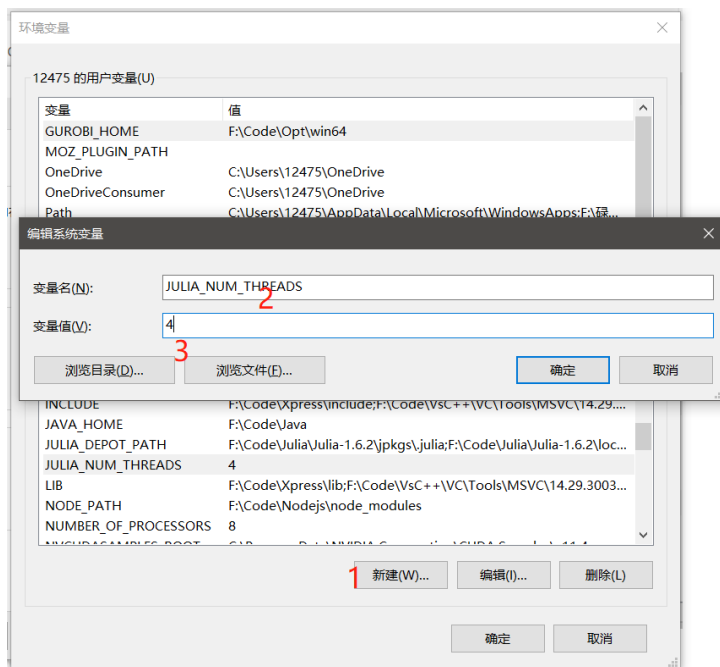 环境变量
12475 的用户变量(U)
变量 值
GUROBI_HOME F:\Code\Opt\win64
MOZ_PLUGIN_PATH
OneDrive C:\Users\12475\OneDrive
OneDriveConsumer C:\Users\12475\OneDrive
Path C:\Users\12475\AppData\Local\Microsoft\WindowsApps;F:\碌...
编辑系统变量
变量名(N): JULIA_NUM_THREADS
2
变量值(V): 4
3
浏览目录(D)... 浏览文件(F)... 确定 取消
INCLUDE F:\Code\Xpress\include;F:\Code\VsC++\VC\Tools\MSVC\14.29....
JAVA_HOME F:\Code\Java
JULIA_DEPOT_PATH F:\Code\Julia\Julia-1.6.2\jpkgs\.julia;F:\Code\Julia\Julia-1.6.2\loc...
JULIA_NUM_THREADS 4
LIB F:\Code\Xpress\lib;F:\Code\VsC++\VC\Tools\MSVC\14.29.3003...
NODE_PATH F:\Code\Nodejs\node_modules
NUMBER_OF_PROCESSORS 8
1 新建(W)... 编辑(I)... 删除(L)
确定 取消